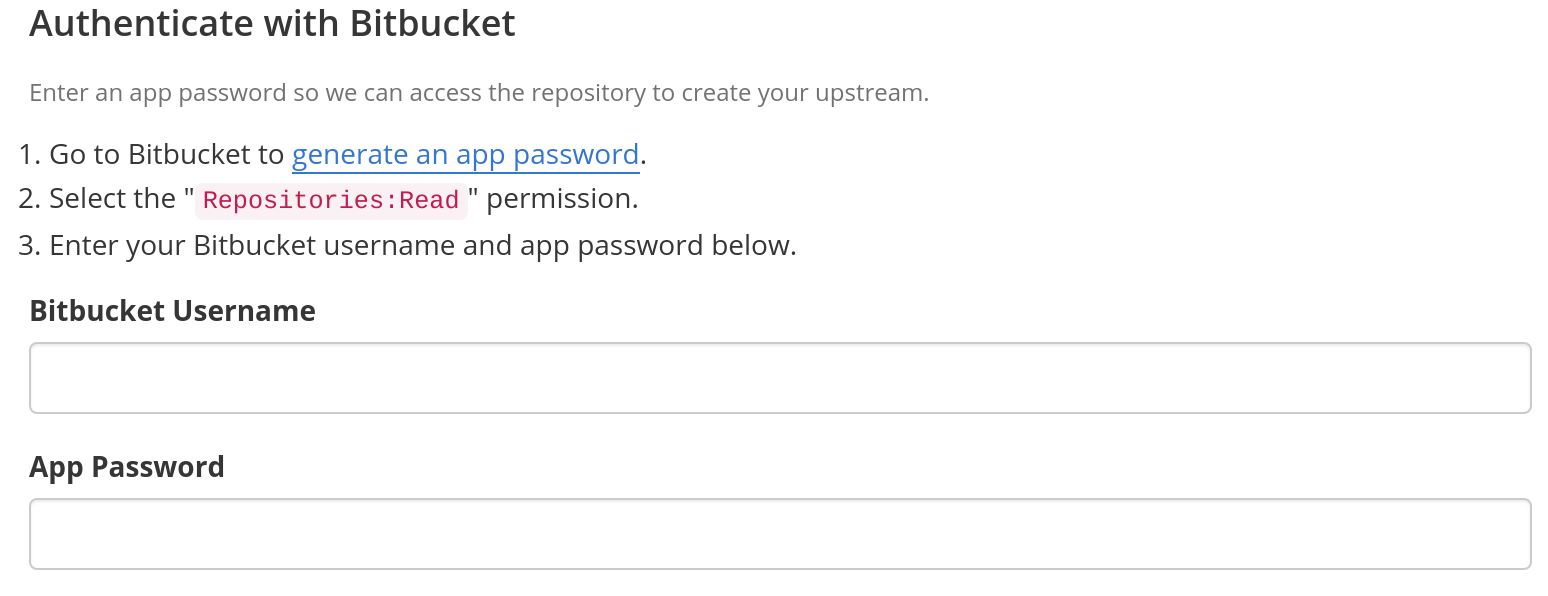 Authenticate with Bitbucket
Enter an app password so we can access the repository to create your upstream.
1. Go to Bitbucket to generate an app password.
2. Select the "Repositories:Read" permission.
3. Enter your Bitbucket username and app password below.
Bitbucket Username
App Password